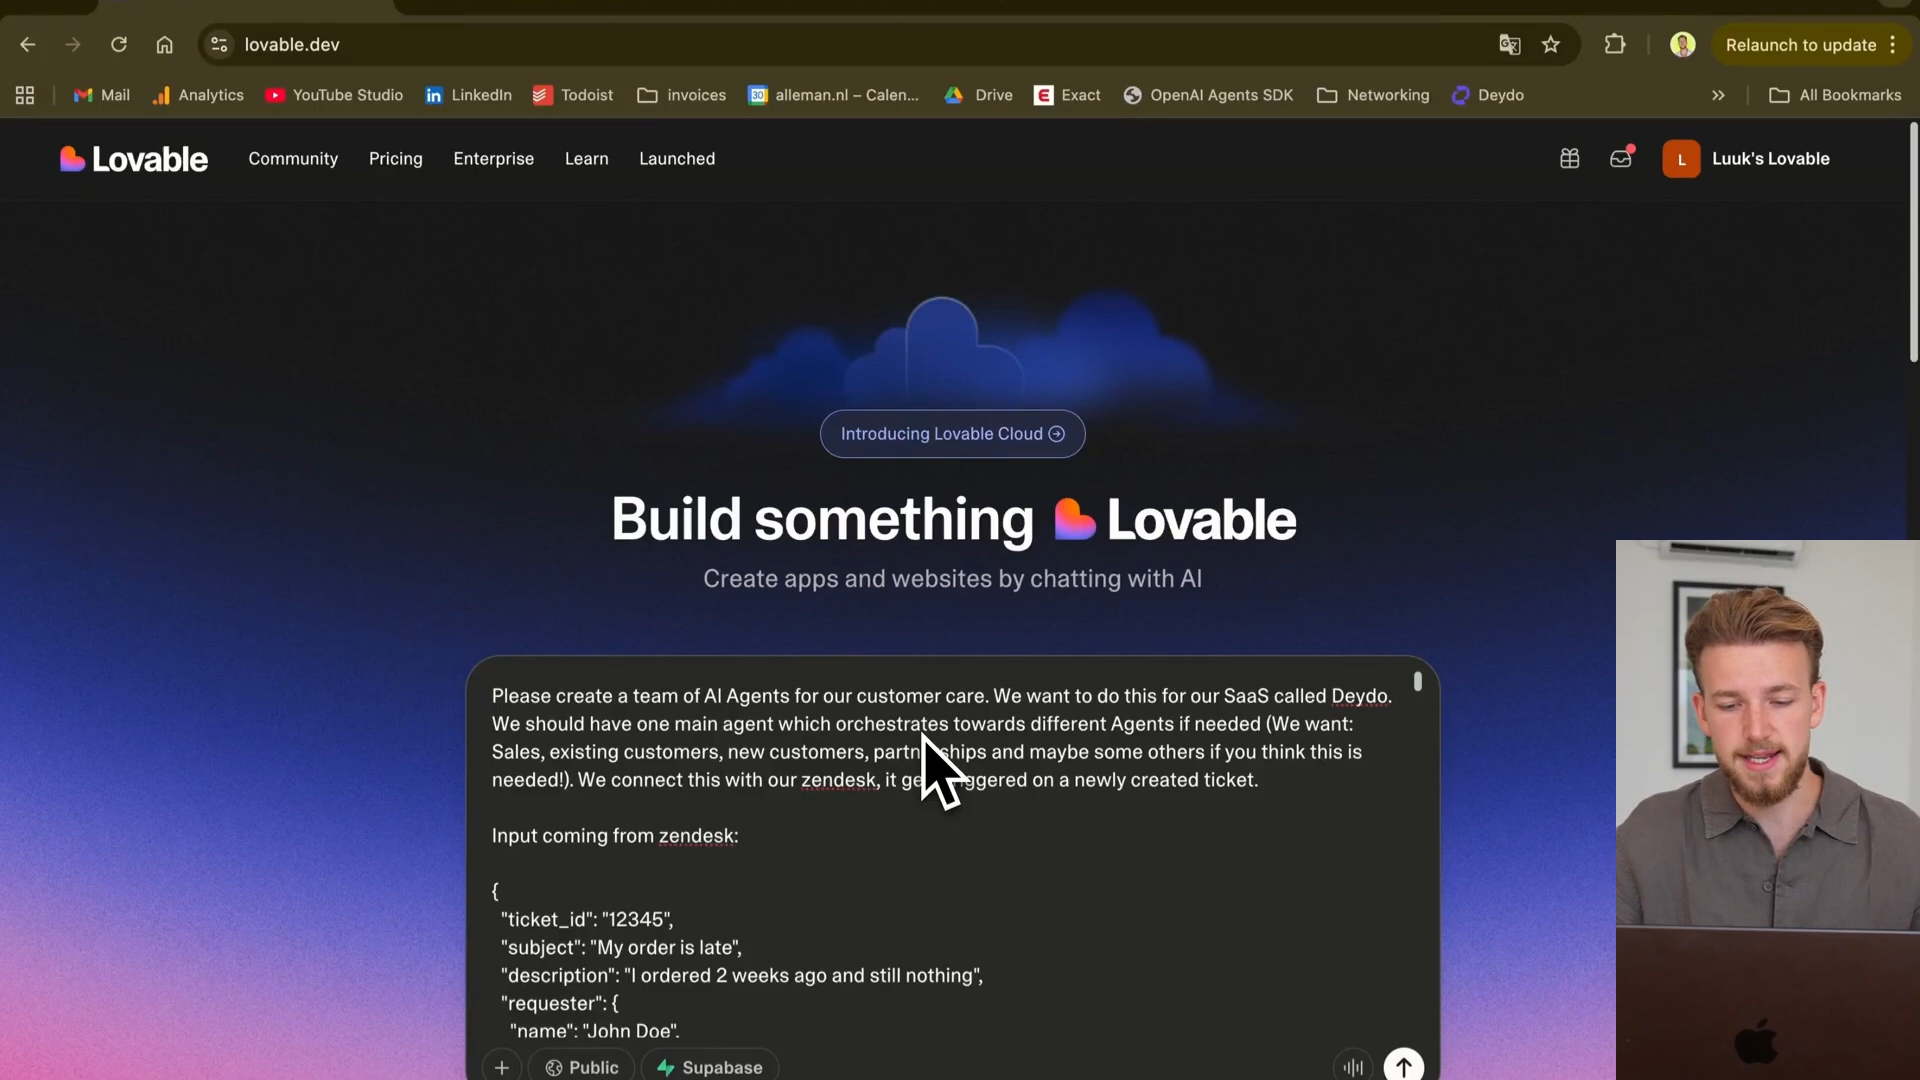 lovable.dev
Relaunch to update
Mail
Analytics
YouTube Studio
LinkedIn
Todoist
invoices
30
alleman.nl – Calen...
Drive
Exact
OpenAI Agents SDK
Networking
Deydo
All Bookmarks
Lovable
Community
Pricing
Enterprise
Learn
Launched
L
Luuk's Lovable
Introducing Lovable Cloud
Build something Lovable
Create apps and websites by chatting with AI
Please create a team of AI Agents for our customer care. We want to do this for our SaaS called Deydo.
We should have one main agent which orchestrates towards different Agents if needed (We want:
Sales, existing customers, new customers, partnerships and maybe some others if you think this is
needed!). We connect this with our zendesk, it on a newly created ticket.
Input coming from zendesk:
{
"ticket_id": "12345",
"subject": "My order is late",
"description": "I ordered 2 weeks ago and still nothing",
"requester": {
"name": "John Doe".
Public
Supabase